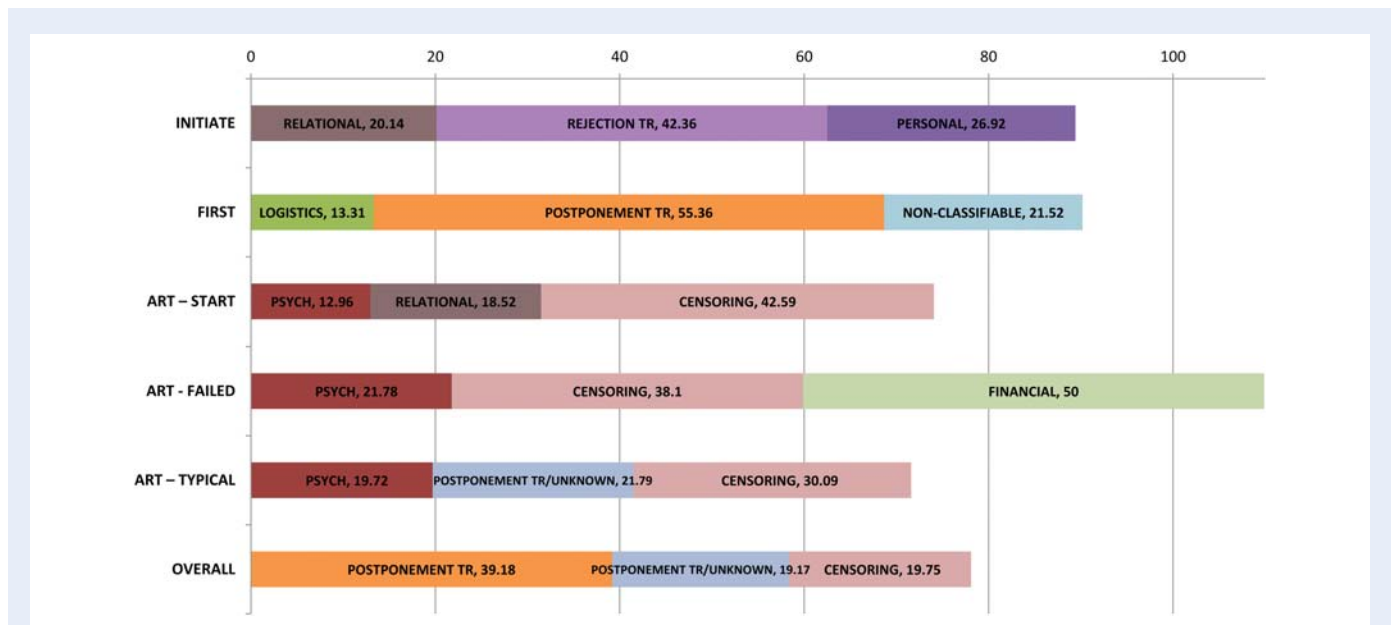 0 20 40 60 80 100
INITIATE RELATIONAL, 20.14 REJECTION TR, 42.36 PERSONAL, 26.92
FIRST LOGISTICS, 13.31 POSTPONEMENT TR, 55.36 NON-CLASSIFIABLE, 21.52
ART – START PSYCH, 12.96 RELATIONAL, 18.52 CENSORING, 42.59
ART - FAILED PSYCH, 21.78 CENSORING, 38.1 FINANCIAL, 50
ART – TYPICAL PSYCH, 19.72 POSTPONEMENT TR/UNKNOWN, 21.79 CENSORING, 30.09
OVERALL POSTPONEMENT TR, 39.18 POSTPONEMENT TR/UNKNOWN, 19.17 CENSORING, 19.75